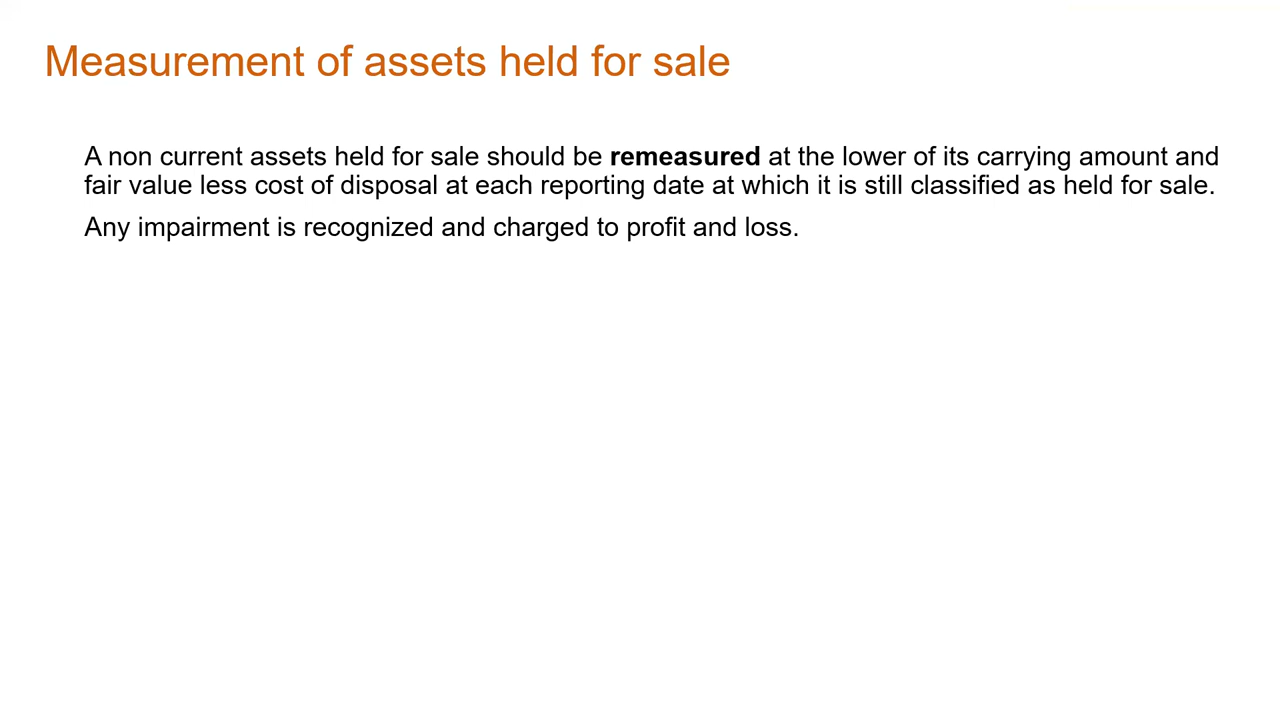 Measurement of assets held for sale
A non current assets held for sale should be remeasured at the lower of its carrying amount and
fair value less cost of disposal at each reporting date at which it is still classified as held for sale.
Any impairment is recognized and charged to profit and loss.